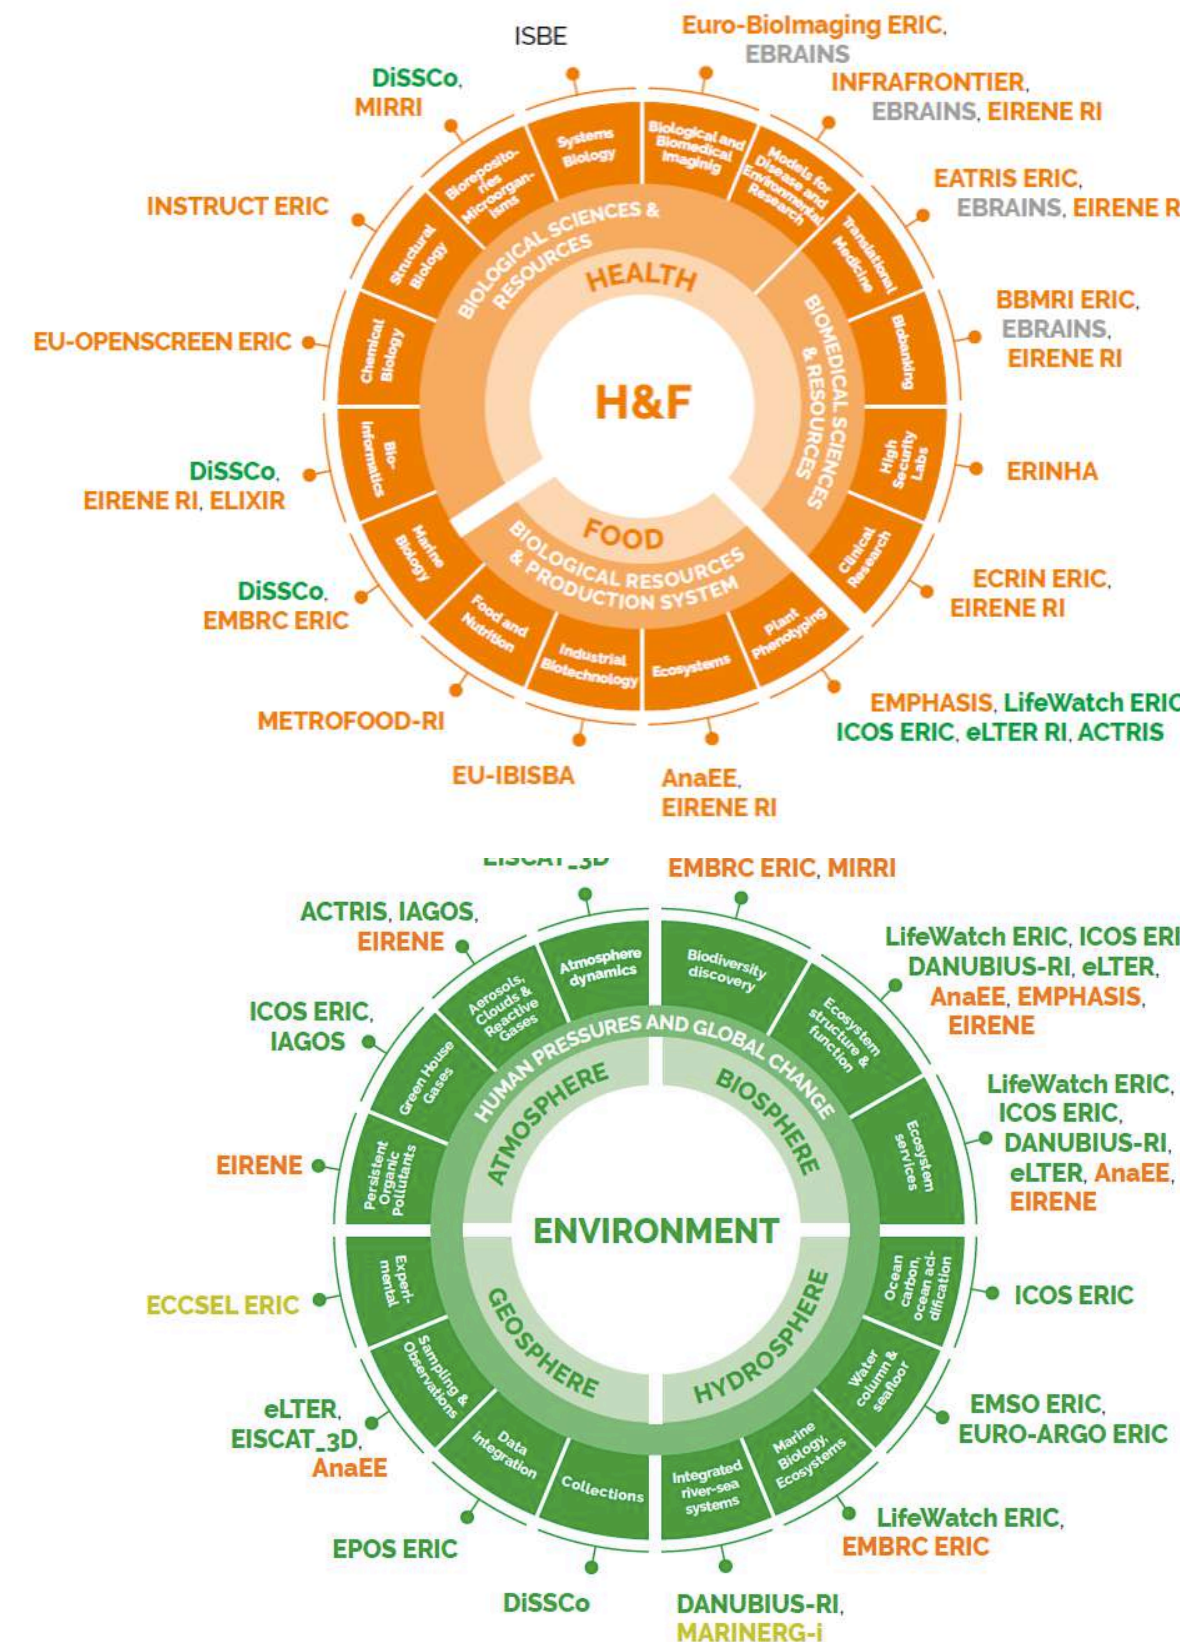 ISBE
Euro-BioImaging ERIC,
EBRAINS
DiSSCo,
MIRRI
INFRAFRONTIER,
EBRAINS, EIRENE RI
INSTRUCT ERIC
EATRIS ERIC,
EBRAINS, EIRENE R
EU-OPENSCREEN ERIC
BBMRI ERIC,
EBRAINS,
EIRENE RI
DiSSCo,
EIRENE RI, ELIXIR
ERINHA
DiSSCo,
EMBRC ERIC
ECRIN ERIC,
EIRENE RI
METROFOOD-RI
EMPHASIS, LifeWatch ERIC
ICOS ERIC, eLTER RI, ACTRIS
EU-IBISBA
AnaEE,
EIRENE RI
Systems
Biology
Biological and
Biomedical
Imaginig
Models for
Disease and
Environmental
Research
Translational
Medicine
Biobanking
High
Security
Labs
Clinical
Research
Plant
Phenotyping
Ecosystems
Industrial
Biotechnology
Food and
Nutrition
Marine
Biology
Bio-
Informatics
Chemical
Biology
Structural
Biology
Bioreposito-
ries
Microorgan-
isms
BIOLOGICAL SCIENCES &
RESOURCES
BIOMEDICAL SCIENCES
& RESOURCES
BIOLOGICAL RESOURCES
& PRODUCTION SYSTEM
HEALTH
H&F
FOOD
EISCAT_3D
EMBRC ERIC, MIRRI
ACTRIS, IAGOS,
EIRENE
LifeWatch ERIC, ICOS ERI
DANUBIUS-RI, eLTER,
AnaEE, EMPHASIS,
EIRENE
ICOS ERIC,
IAGOS
LifeWatch ERIC,
ICOS ERIC,
DANUBIUS-RI,
eLTER, AnaEE,
EIRENE
EIRENE
ECCSEL ERIC
ICOS ERIC
eLTER,
EISCAT_3D,
AnaEE
EMSO ERIC,
EURO-ARGO ERIC
EPOS ERIC
LifeWatch ERIC,
EMBRC ERIC
DiSSCo
DANUBIUS-RI,
MARINERG-i
Atmosphere
dynamics
Biodiversity
discovery
Ecosystem
structure &
function
Ecosystem
services
Ocean
carbon,
ocean aci-
dification
Water
column &
seafloor
Marine
Biology,
Ecosystems
Integrated
river-sea
systems
Collections
Data
integration
Sampling &
Observations
Experi-
mental
Persistent
Organic
Pollutants
Green House
Gases
Aerosols,
Clouds &
Reactive
Gases
HUMAN PRESSURES AND GLOBAL CHANGE
ATMOSPHERE
BIOSPHERE
ENVIRONMENT
GEOSPHERE
HYDROSPHERE